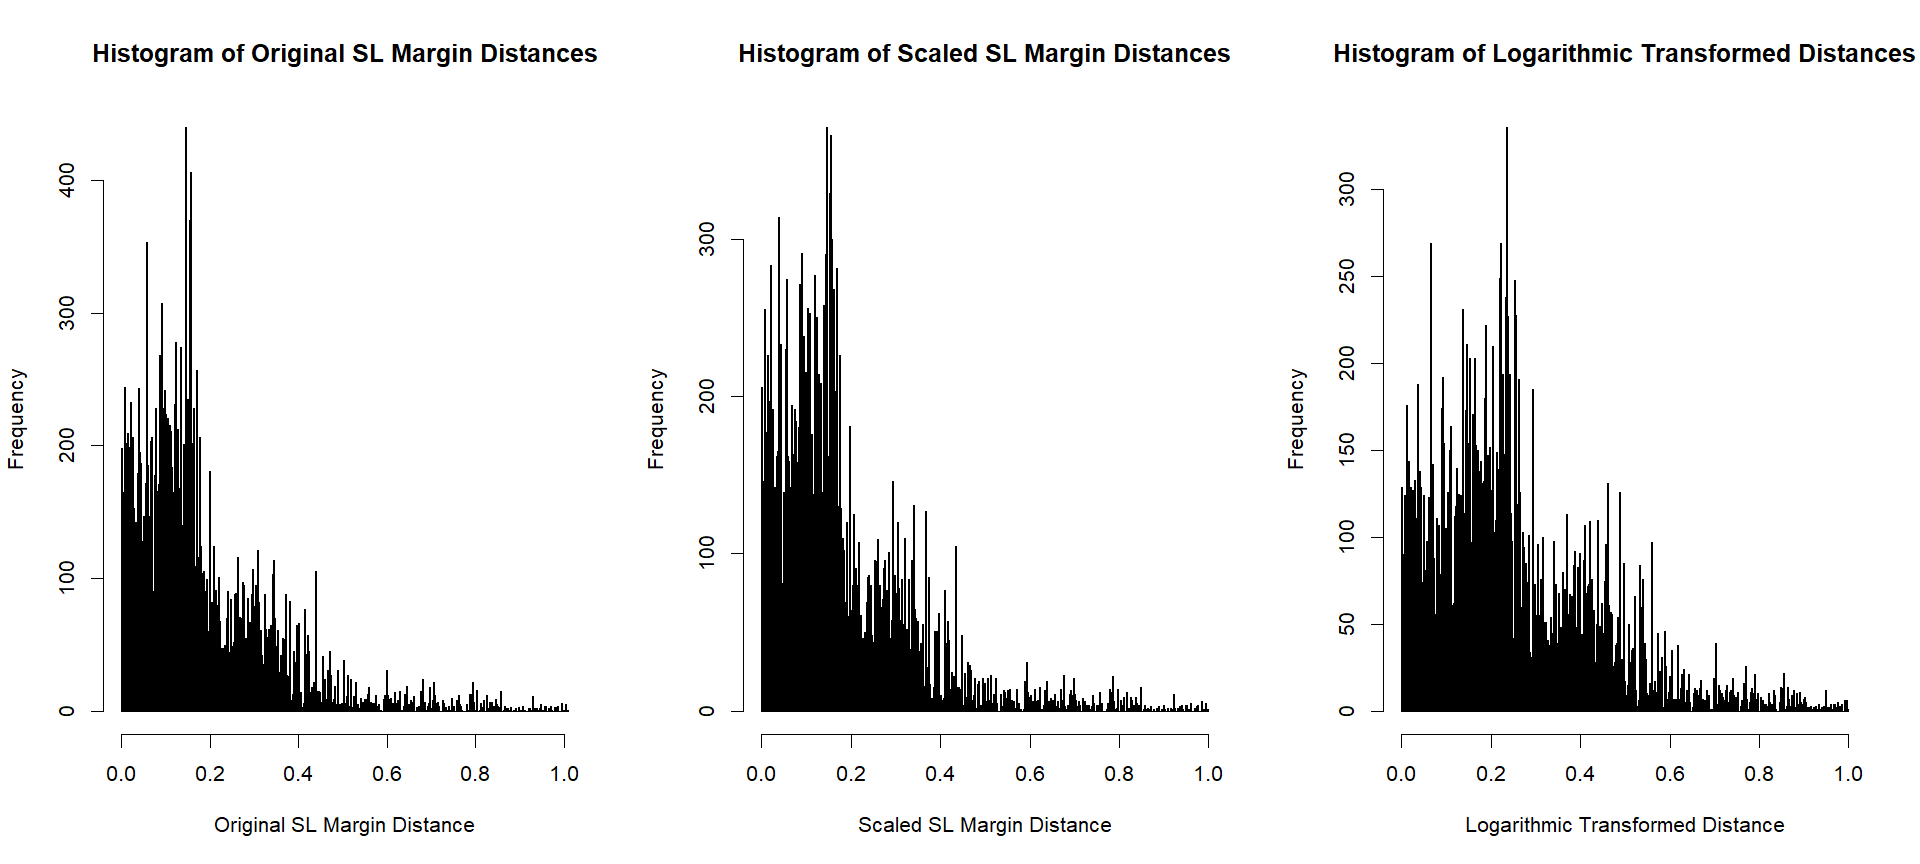 Histogram of Original SL Margin Distances
Frequency
0 100 200 300 400
0.0 0.2 0.4 0.6 0.8 1.0
Original SL Margin Distance
Histogram of Scaled SL Margin Distances
Frequency
0 100 200 300
0.0 0.2 0.4 0.6 0.8 1.0
Scaled SL Margin Distance
Histogram of Logarithmic Transformed Distances
Frequency
0 50 100 150 200 250 300
0.0 0.2 0.4 0.6 0.8 1.0
Logarithmic Transformed Distance